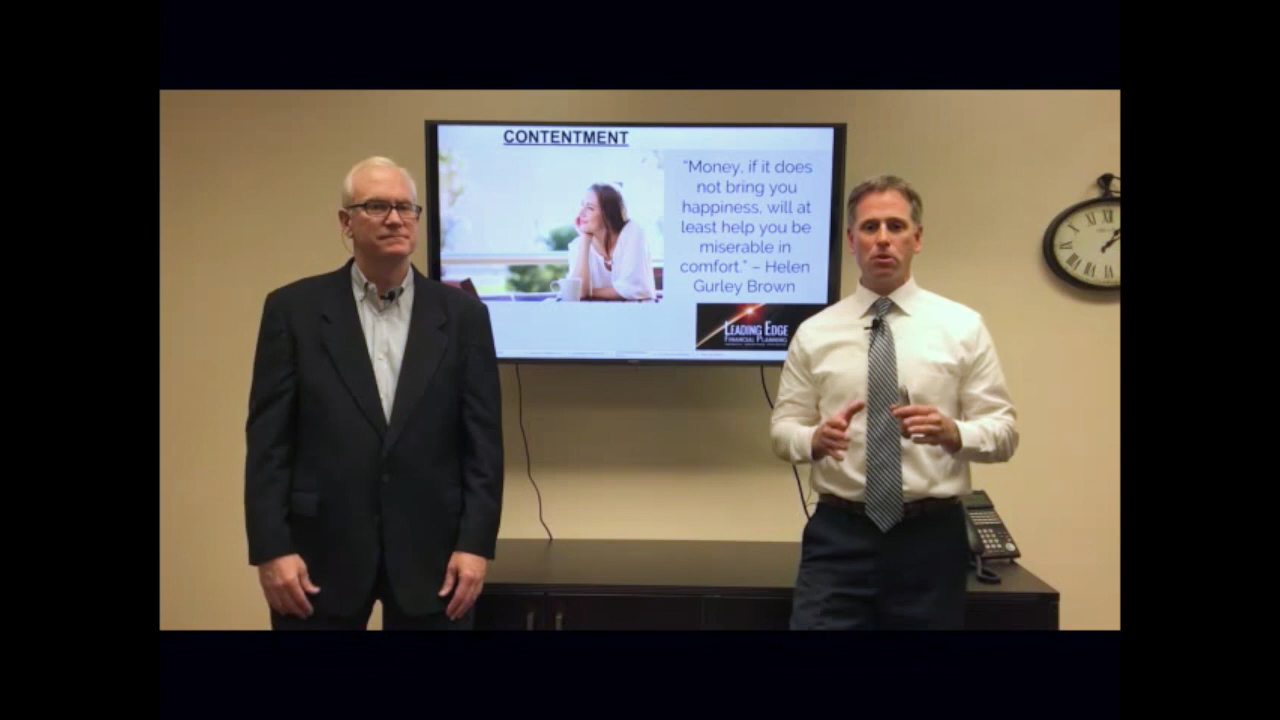 CONTENTMENT
“Money, if it does
not bring you
happiness, will at
least help you be
miserable in
comfort.” – Helen
Gurley Brown
LEADING EDGE
FINANCIAL PLANNING